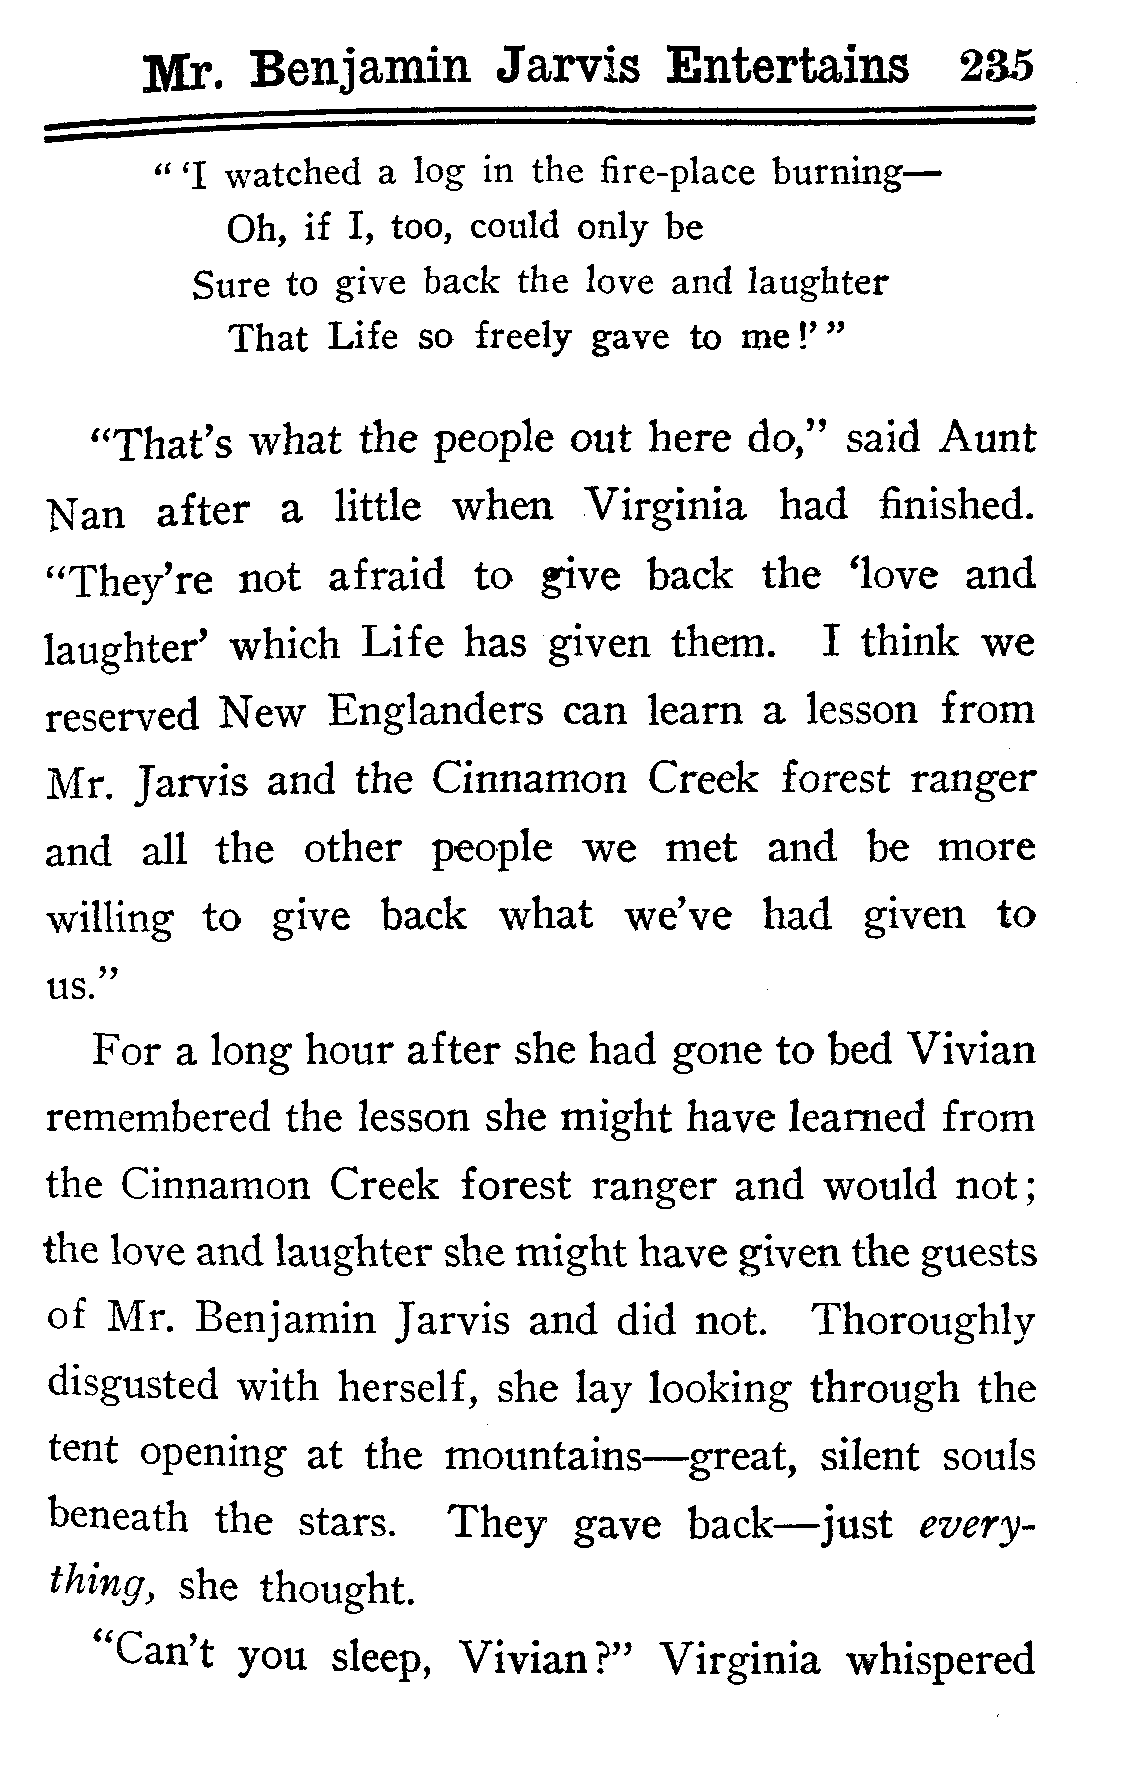 Mr. Benjamin Jarvis Entertains 235
“ ‘I watched a log in the fire-place burning—
Oh, if I, too, could only be
Sure to give back the love and laughter
That Life so freely gave to me!’ ”
“That’s what the people out here do,” said Aunt
Nan after a little when Virginia had finished.
“They’re not afraid to give back the ‘love and
laughter’ which Life has given them. I think we
reserved New Englanders can learn a lesson from
Mr. Jarvis and the Cinnamon Creek forest ranger
and all the other people we met and be more
willing to give back what we’ve had given to
us.”
For a long hour after she had gone to bed Vivian
remembered the lesson she might have learned from
the Cinnamon Creek forest ranger and would not;
the love and laughter she might have given the guests
of Mr. Benjamin Jarvis and did not. Thoroughly
disgusted with herself, she lay looking through the
tent opening at the mountains—great, silent souls
beneath the stars. They gave back—just every-
thing, she thought.
“Can’t you sleep, Vivian?” Virginia whispered